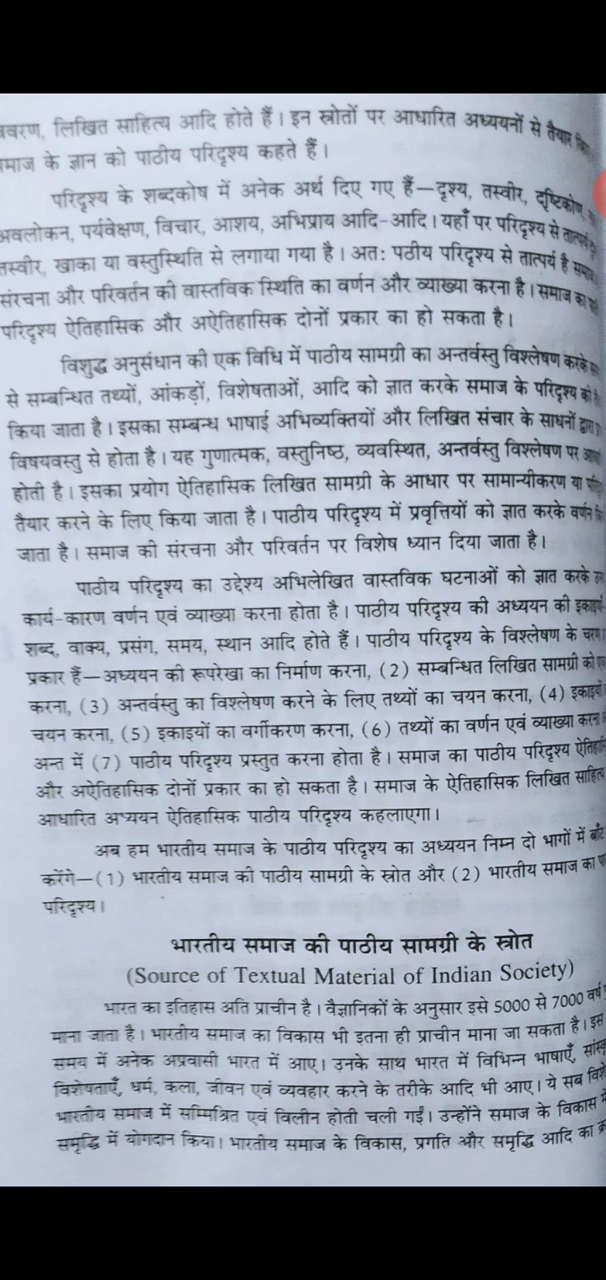 लिखित साहित्य आदि होते हैं। इन स्रोतों पर आधारित अध्ययनों से तैयार
के ज्ञान को पाठीय परिदृश्य कहते हैं।
परिदृश्य के शब्दकोष में अनेक अर्थ दिए गए हैं—दृश्य, तस्वीर, दृष्टिकोण,
अवलोकन, पर्यवेक्षण, विचार, आशय, अभिप्राय आदि-आदि। यहाँ पर परिदृश्य से तात्पर्य
तस्वीर, खाका या वस्तुस्थिति से लगाया गया है। अतः पठीय परिदृश्य से तात्पर्य है
संरचना और परिवर्तन की वास्तविक स्थिति का वर्णन और व्याख्या करना है। समाज का
परिदृश्य ऐतिहासिक और अऐतिहासिक दोनों प्रकार का हो सकता है।
विशुद्ध अनुसंधान की एक विधि में पाठीय सामग्री का अन्तर्वस्तु विश्लेषण करके
से सम्बन्धित तथ्यों, आंकड़ों, विशेषताओं, आदि को ज्ञात करके समाज के परिदृश्य को
किया जाता है। इसका सम्बन्ध भाषाई अभिव्यक्तियों और लिखित संचार के साधनों द्वारा
विषयवस्तु से होता है। यह गुणात्मक, वस्तुनिष्ठ, व्यवस्थित, अन्तर्वस्तु विश्लेषण पर
होती है। इसका प्रयोग ऐतिहासिक लिखित सामग्री के आधार पर सामान्यीकरण या
तैयार करने के लिए किया जाता है। पाठीय परिदृश्य में प्रवृत्तियों को ज्ञात करके वर्णन
जाता है। समाज की संरचना और परिवर्तन पर विशेष ध्यान दिया जाता है।
पाठीय परिदृश्य का उद्देश्य अभिलेखित वास्तविक घटनाओं को ज्ञात करके
कार्य-कारण वर्णन एवं व्याख्या करना होता है। पाठीय परिदृश्य की अध्ययन की
शब्द, वाक्य, प्रसंग, समय, स्थान आदि होते हैं। पाठीय परिदृश्य के विश्लेषण के
प्रकार हैं—अध्ययन की रूपरेखा का निर्माण करना, (2) सम्बन्धित लिखित सामग्री को
करना, (3) अन्तर्वस्तु का विश्लेषण करने के लिए तथ्यों का चयन करना, (4) इकाइयों
चयन करना, (5) इकाइयों का वर्गीकरण करना, (6) तथ्यों का वर्णन एवं व्याख्या करना
अन्त में (7) पाठीय परिदृश्य प्रस्तुत करना होता है। समाज का पाठीय परिदृश्य
और अऐतिहासिक दोनों प्रकार का हो सकता है। समाज के ऐतिहासिक लिखित साहित्य
आधारित अध्ययन ऐतिहासिक पाठीय परिदृश्य कहलाएगा।
अब हम भारतीय समाज के पाठीय परिदृश्य का अध्ययन निम्न दो भागों में बाँट
करेंगे—(1) भारतीय समाज की पाठीय सामग्री के स्रोत और (2) भारतीय समाज का
परिदृश्य।
भारतीय समाज की पाठीय सामग्री के स्रोत
(Source of Textual Material of Indian Society)
भारत का इतिहास अति प्राचीन है। वैज्ञानिकों के अनुसार इसे 5000 से 7000 वर्ष
माना जाता है। भारतीय समाज का विकास भी इतना ही प्राचीन माना जा सकता है। इस
समय में अनेक अप्रवासी भारत में आए। उनके साथ भारत में विभिन्न भाषाएँ,
विशेषताएँ, धर्म, कला, जीवन एवं व्यवहार करने के तरीके आदि भी आए। ये सब
भारतीय समाज में सम्मिश्रित एवं विलीन होती चली गईं। उन्होंने समाज के विकास
समृद्धि में योगदान किया। भारतीय समाज के विकास, प्रगति और समृद्धि आदि का